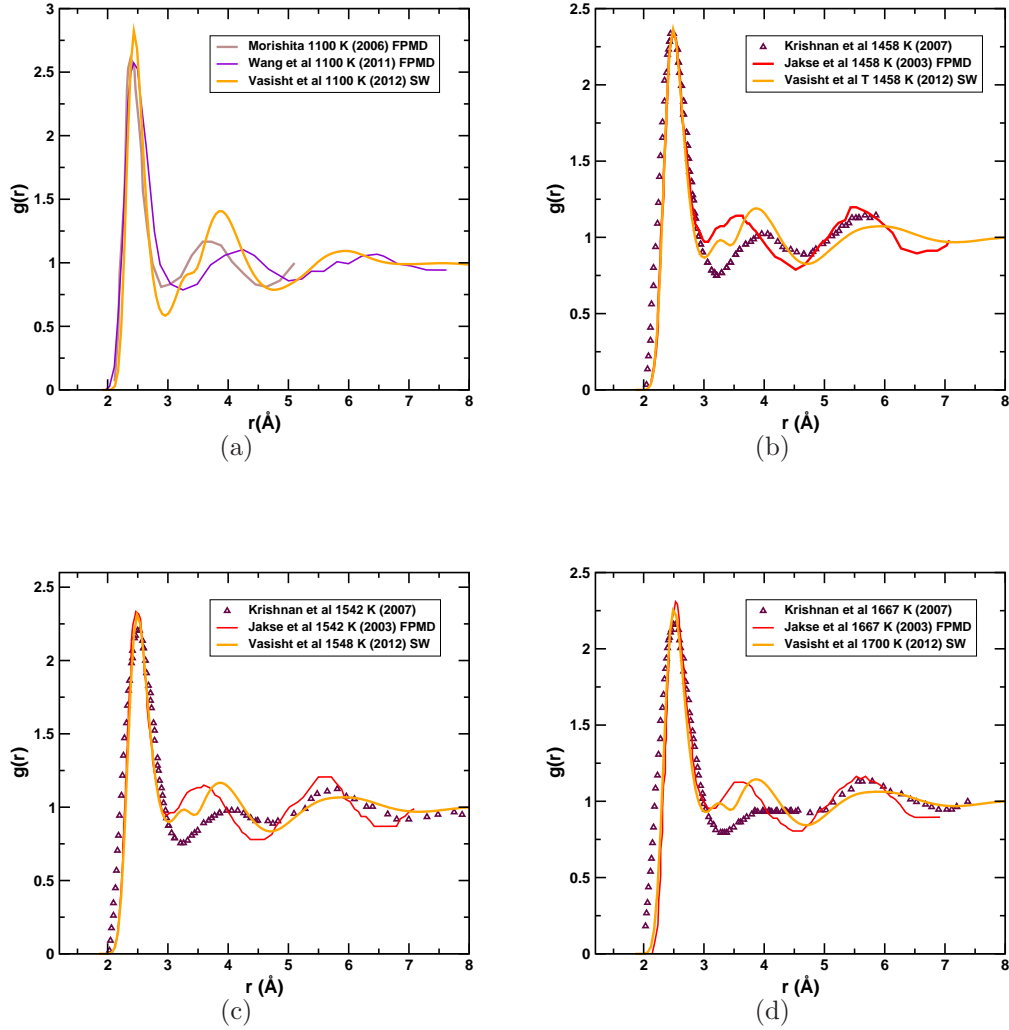 3
2.5
2
1.5
1
0.5
0
g(r)
Morishita 1100 K (2006) FPMD
Wang et al 1100 K (2011) FPMD
Vasisht et al 1100 K (2012) SW
2 3 4 5 6 7 8
r(Å)
(a)
2.5
2
1.5
1
0.5
0
g(r)
Krishnan et al 1458 K (2007)
Jakse et al 1458 K (2003) FPMD
Vasisht et al T 1458 K (2012) SW
2 3 4 5 6 7 8
r (Å)
(b)
2.5
2
1.5
1
0.5
0
g(r)
Krishnan et al 1542 K (2007)
Jakse et al 1542 K (2003) FPMD
Vasisht et al 1548 K (2012) SW
2 3 4 5 6 7 8
r (Å)
(c)
2.5
2
1.5
1
0.5
0
g(r)
Krishnan et al 1667 K (2007)
Jakse et al 1667 K (2003) FPMD
Vasisht et al 1700 K (2012) SW
2 3 4 5 6 7 8
r (Å)
(d)